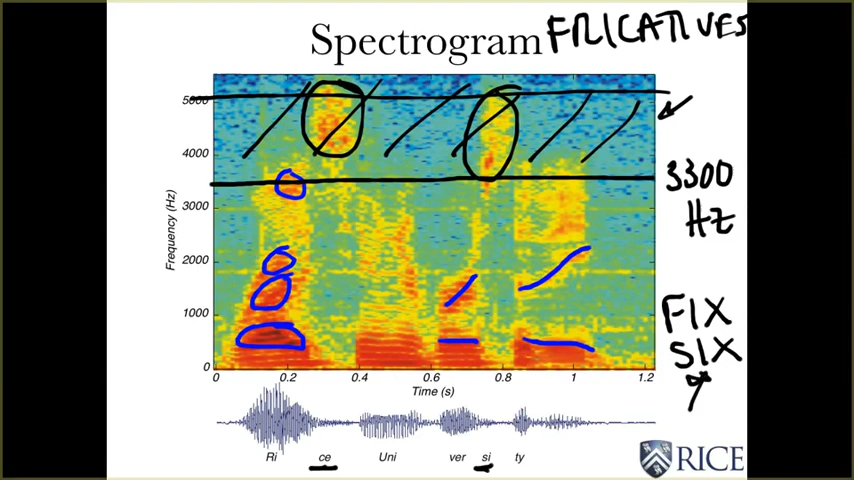 Spectrogram FRICATIVES
5000
4000
3000
2000
1000
0
Frequency (Hz)
0 0.2 0.4 0.6 0.8 1 1.2
Time (s)
Ri ce Uni ver si ty
3300
HZ
FIX
SIX
RICE